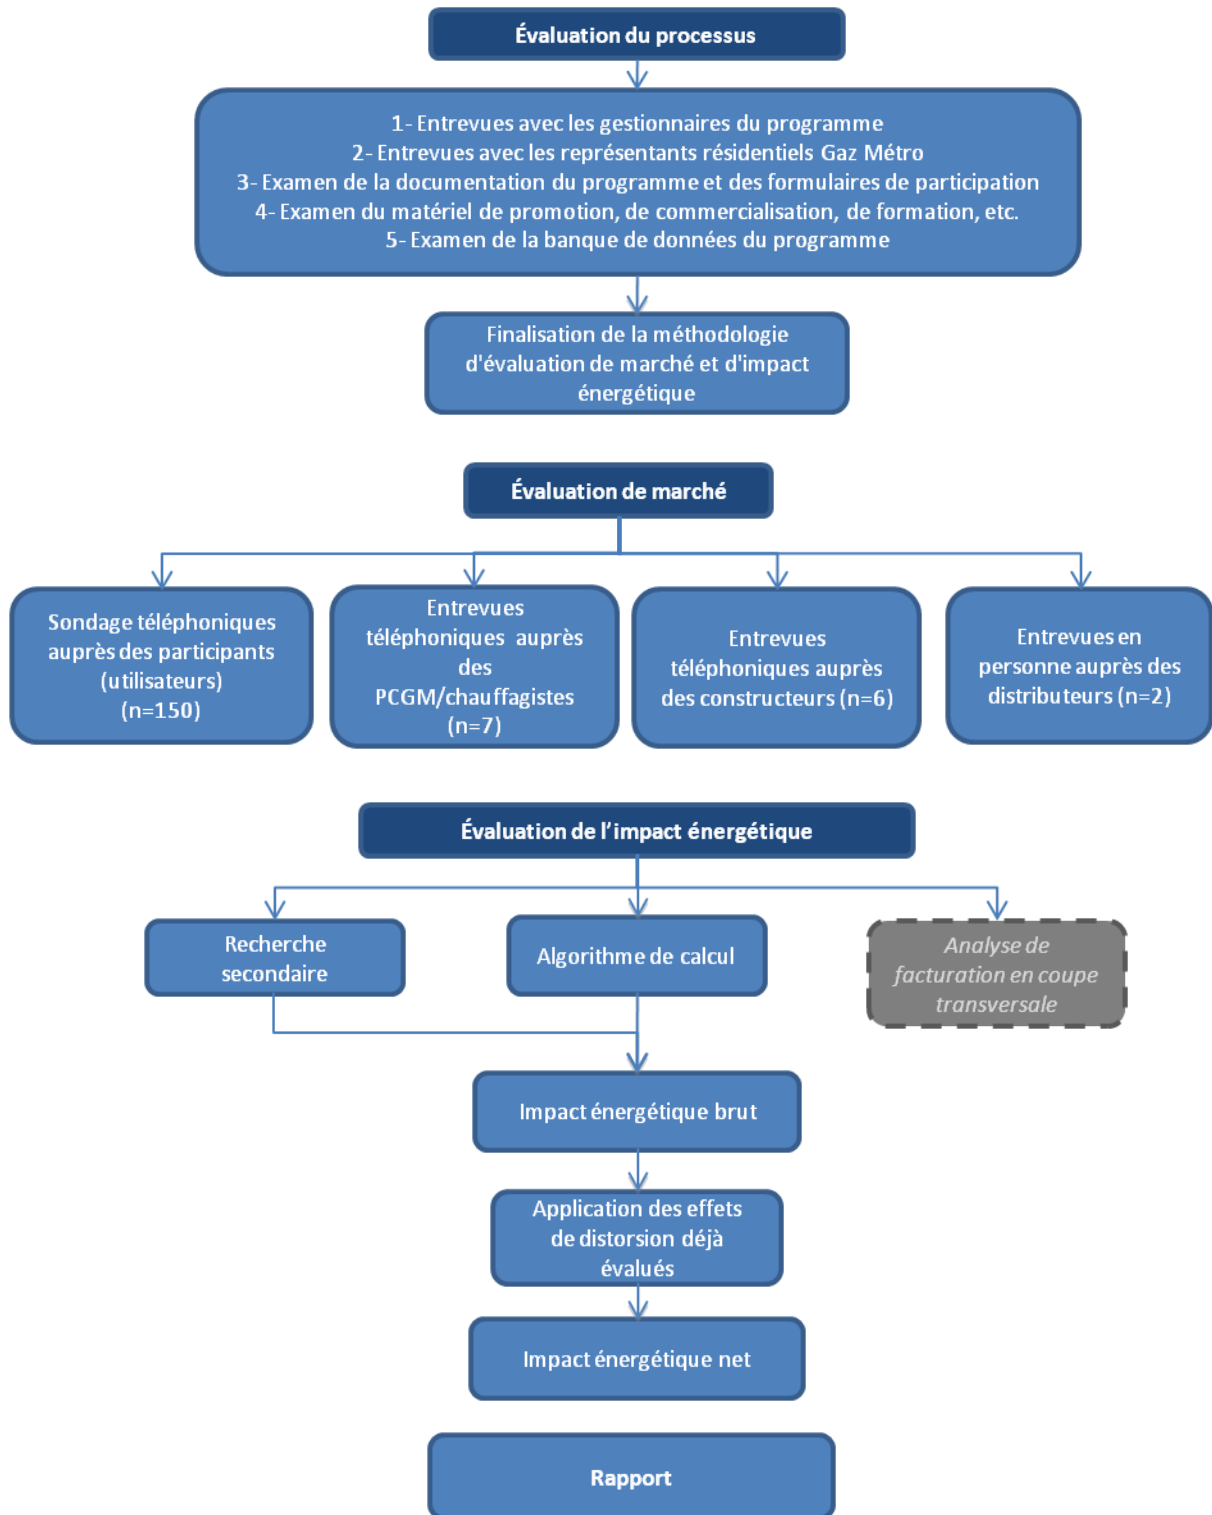 Évaluation du processus
1- Entrevues avec les gestionnaires du programme
2- Entrevues avec les représentants résidentiels Gaz Métro
3- Examen de la documentation du programme et des formulaires de participation
4- Examen du matériel de promotion, de commercialisation, de formation, etc.
5- Examen de la banque de données du programme
Finalisation de la méthodologie
d'évaluation de marché et d'impact
énergétique
Évaluation de marché
Sondage téléphoniques
auprès des participants
(utilisateurs)
(n=150)
Entrevues
téléphoniques auprès
des
PCGM/chauffagistes
(n=7)
Entrevues
téléphoniques auprès
des constructeurs (n=6)
Entrevues en
personne auprès des
distributeurs (n=2)
Évaluation de l’impact énergétique
Recherche
secondaire
Algorithme de calcul
Analyse de
facturation en coupe
transversale
Impact énergétique brut
Application des effets
de distorsion déjà
évalués
Impact énergétique net
Rapport